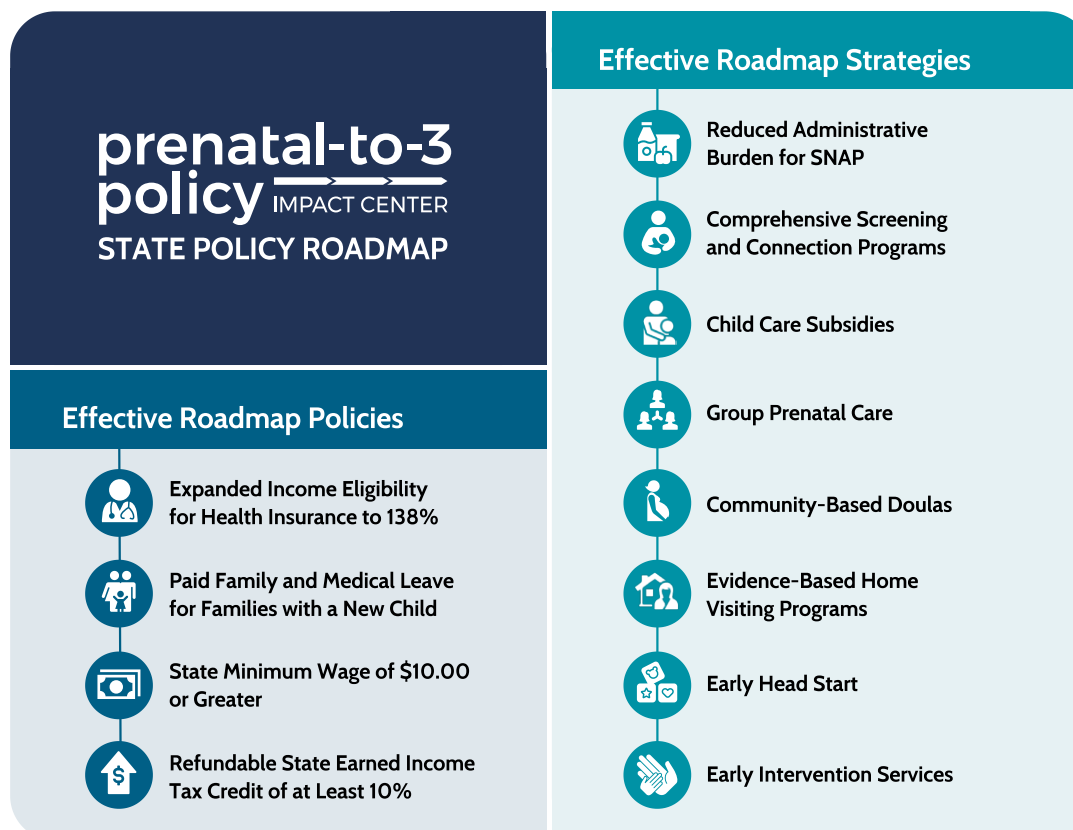 prenatal-to-3
policy IMPACT CENTER
STATE POLICY ROADMAP
Effective Roadmap Policies
Expanded Income Eligibility
for Health Insurance to 138%
Paid Family and Medical Leave
for Families with a New Child
State Minimum Wage of $10.00
or Greater
$
Refundable State Earned Income
Tax Credit of at Least 10%
Effective Roadmap Strategies
Reduced Administrative
Burden for SNAP
Comprehensive Screening
and Connection Programs
Child Care Subsidies
Group Prenatal Care
Community-Based Doulas
Evidence-Based Home
Visiting Programs
Early Head Start
Early Intervention Services